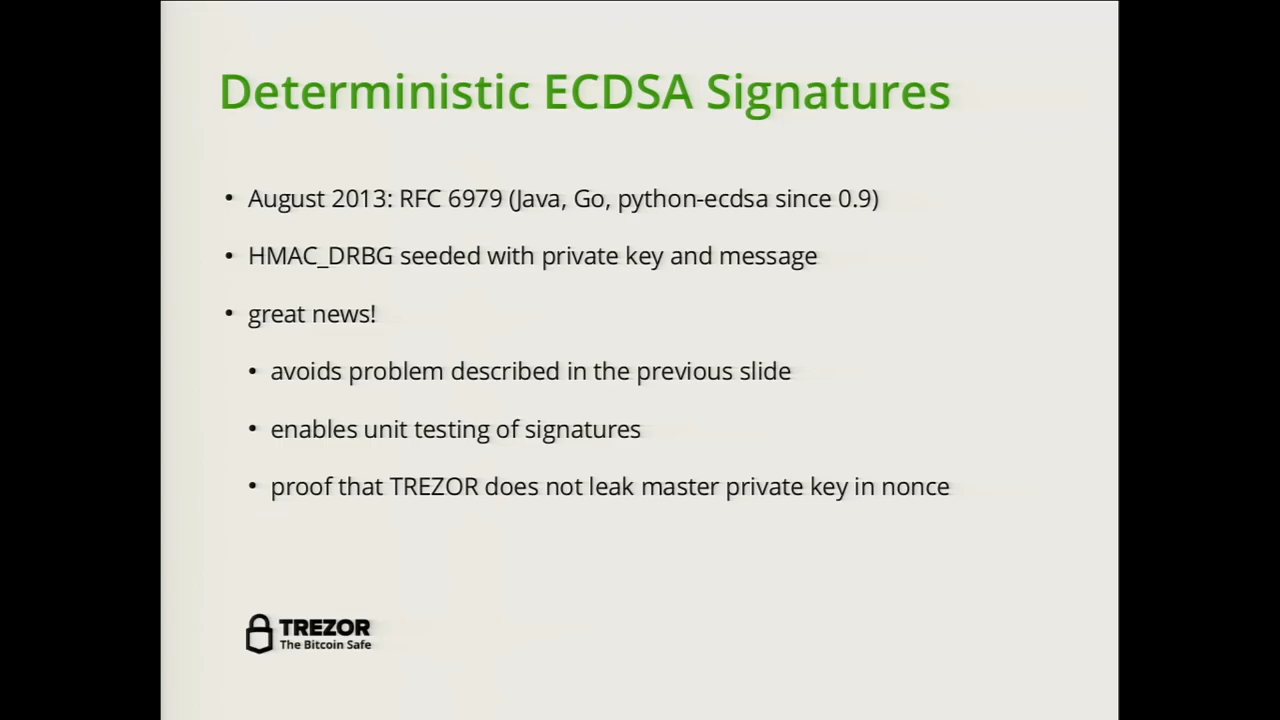 Deterministic ECDSA Signatures
• August 2013: RFC 6979 (Java, Go, python-ecdsa since 0.9)
• HMAC_DRBG seeded with private key and message
• great news!
• avoids problem described in the previous slide
• enables unit testing of signatures
• proof that TREZOR does not leak master private key in nonce
TREZOR
The Bitcoin Safe